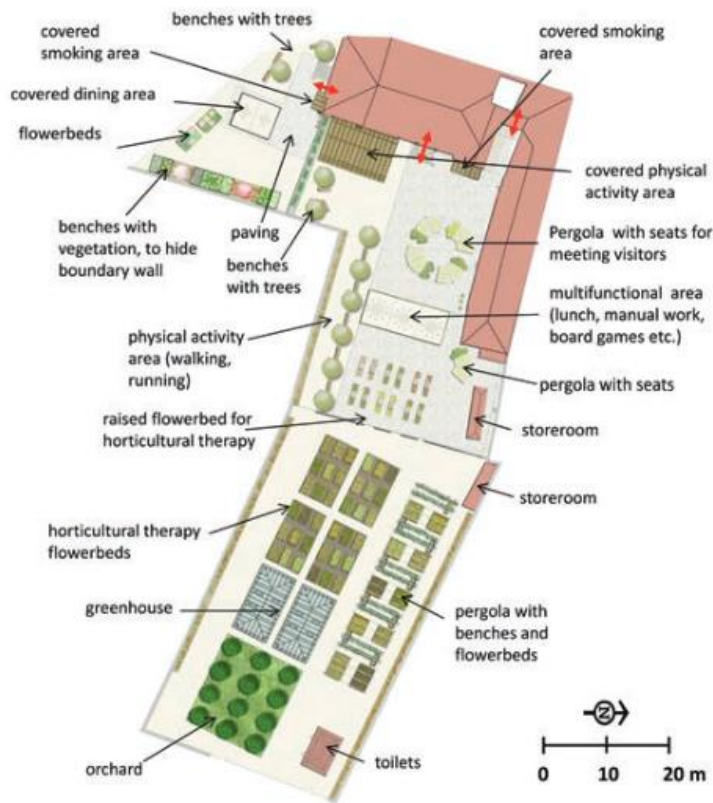 benches with trees
covered
smoking area
covered smoking
area
covered dining area
flowerbeds
covered physical
activity area
benches with
vegetation, to hide
boundary wall
paving
benches
with trees
Pergola with seats for
meeting visitors
multifunctional area
(lunch, manual work,
board games etc.)
physical activity
area (walking,
running)
pergola with seats
raised flowerbed for
horticultural therapy
storeroom
storeroom
horticultural therapy
flowerbeds
greenhouse
pergola with
benches and
flowerbeds
orchard
toilets
N
0 10 20 m